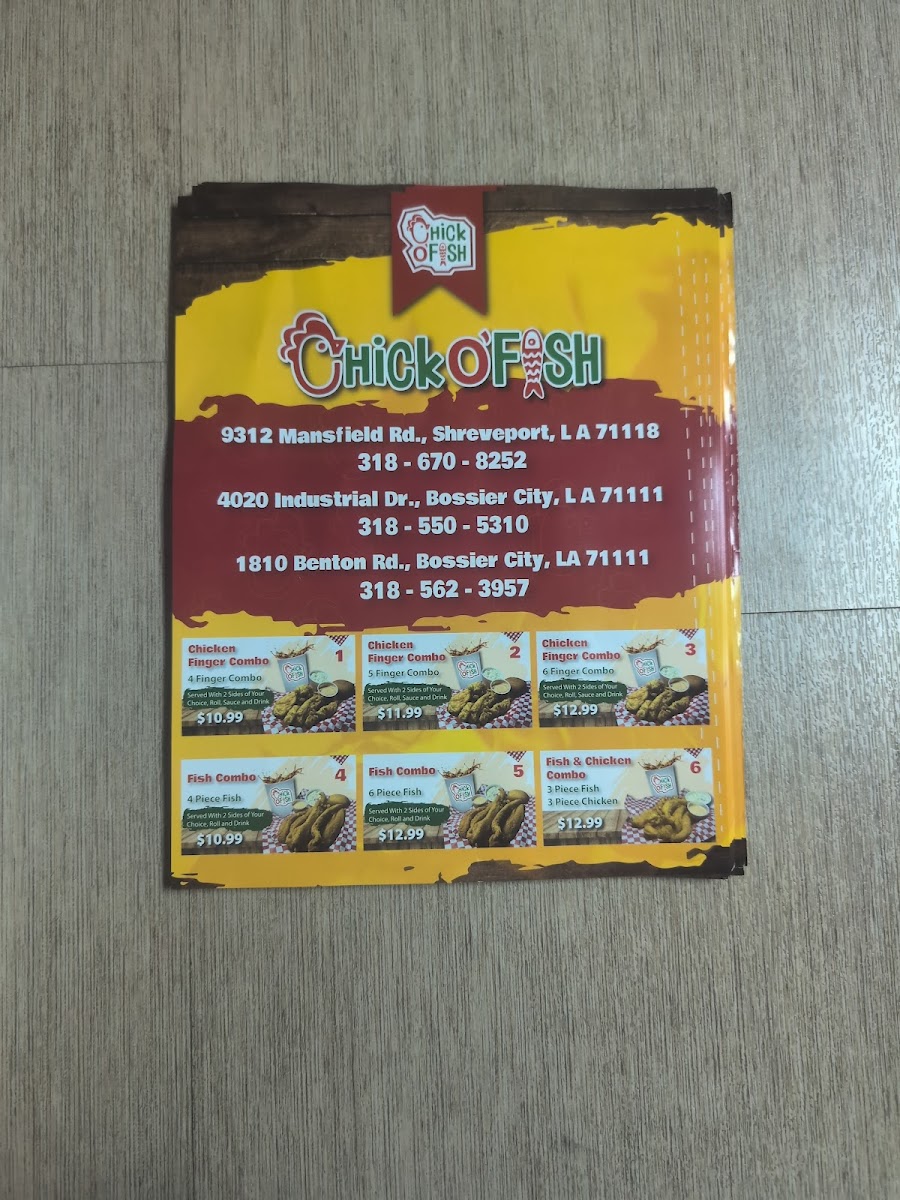 CHiCK
O'FISH
CHiCK O'FISH
9312 Mansfield Rd., Shreveport, L A 71118
318 - 670 - 8252
4020 Industrial Dr., Bossier City, L A 71111
318 - 550 - 5310
1810 Benton Rd., Bossier City, LA 71111
318 - 562 - 3957
Chicken
Finger Combo
1
4 Finger Combo
Served With 2 Sides of Your
Choice, Roll, Sauce and Drink
$10.99
Chicken
Finger Combo
2
5 Finger Combo
Served With 2 Sides of Your
Choice, Roll, Sauce and Drink
$11.99
Chicken
Finger Combo
3
6 Finger Combo
Served With 2 Sides of Your
Choice, Roll, Sauce and Drink
$12.99
Fish Combo
4
4 Piece Fish
Served With 2 Sides of Your
Choice, Roll and Drink
$10.99
Fish Combo
5
6 Piece Fish
Served With 2 Sides of Your
Choice, Roll and Drink
$12.99
Fish & Chicken
Combo
6
3 Piece Fish
3 Piece Chicken
$12.99